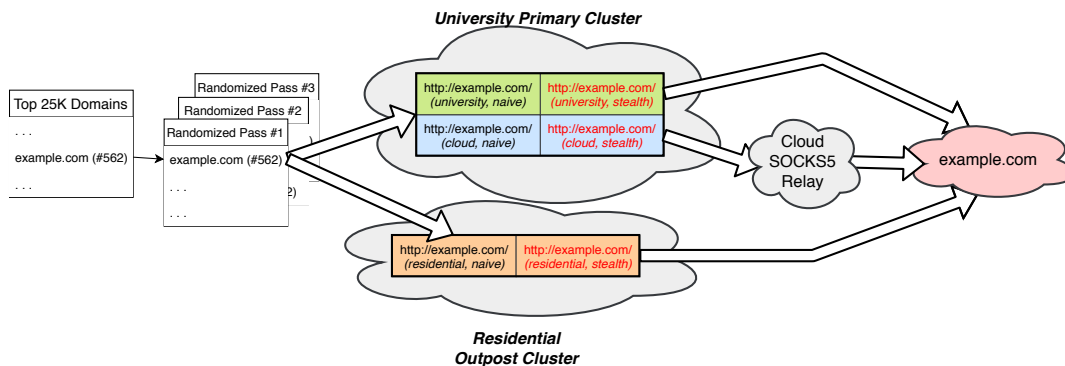 University Primary Cluster
Top 25K Domains
. . .
example.com (#562)
. . .
Randomized Pass #3
Randomized Pass #2
Randomized Pass #1
example.com (#562)
. . .
. . .
2)
http://example.com/
(university, naive)
http://example.com/
(university, stealth)
http://example.com/
(cloud, naive)
http://example.com/
(cloud, stealth)
Cloud
SOCKS5
Relay
example.com
http://example.com/
(residential, naive)
http://example.com/
(residential, stealth)
Residential
Outpost Cluster